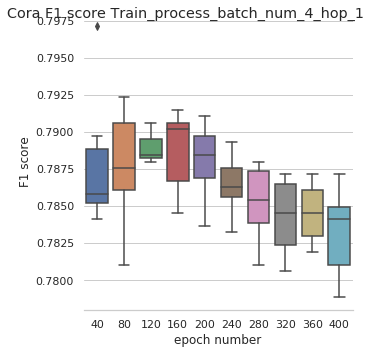 Cora F1 score Train_process_batch_num_4_hop_1
0.7975
0.7950
0.7925
0.7900
0.7875
0.7850
0.7825
0.7800
F1 score
40 80 120 160 200 240 280 320 360 400
epoch number